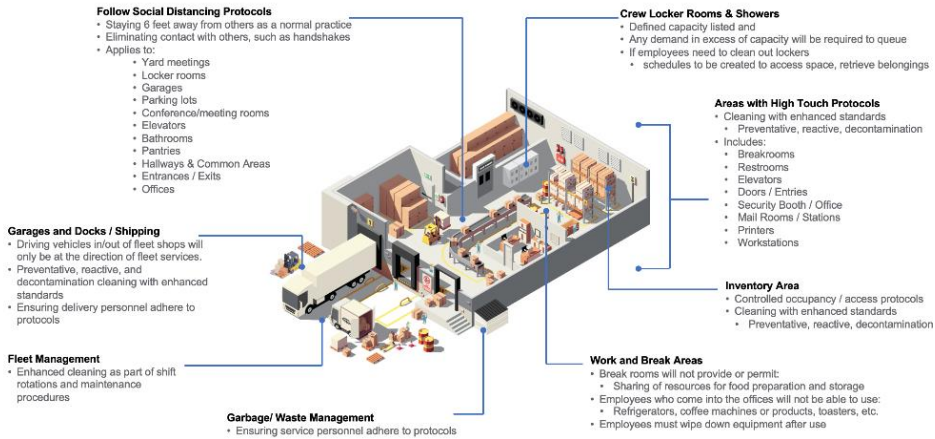 Follow Social Distancing Protocols
• Staying 6 feet away from others as a normal practice
• Eliminating contact with others, such as handshakes
• Applies to:
• Yard meetings
• Locker rooms
• Garages
• Parking lots
• Conference/meeting rooms
• Elevators
• Bathrooms
• Pantries
• Hallways & Common Areas
• Entrances / Exits
• Offices
Crew Locker Rooms & Showers
• Defined capacity listed and
• Any demand in excess of capacity will be required to queue
• If employees need to clean out lockers
• schedules to be created to access space, retrieve belongings
Areas with High Touch Protocols
• Cleaning with enhanced standards
• Preventative, reactive, decontamination
• Includes:
• Breakrooms
• Restrooms
• Elevators
• Doors / Entries
• Security Booth / Office
• Mail Rooms / Stations
• Printers
• Workstations
Garages and Docks / Shipping
• Driving vehicles in/out of fleet shops will
only be at the direction of fleet services.
• Preventative, reactive, and
decontamination cleaning with enhanced
standards
• Ensuring delivery personnel adhere to
protocols
Inventory Area
• Controlled occupancy / access protocols
• Cleaning with enhanced standards
• Preventative, reactive, decontamination
Fleet Management
• Enhanced cleaning as part of shift
rotations and maintenance
procedures
Work and Break Areas
• Break rooms will not provide or permit:
• Sharing of resources for food preparation and storage
• Employees who come into the offices will not be able to use:
• Refrigerators, coffee machines or products, toasters, etc.
• Employees must wipe down equipment after use
Garbage/ Waste Management
• Ensuring service personnel adhere to protocols